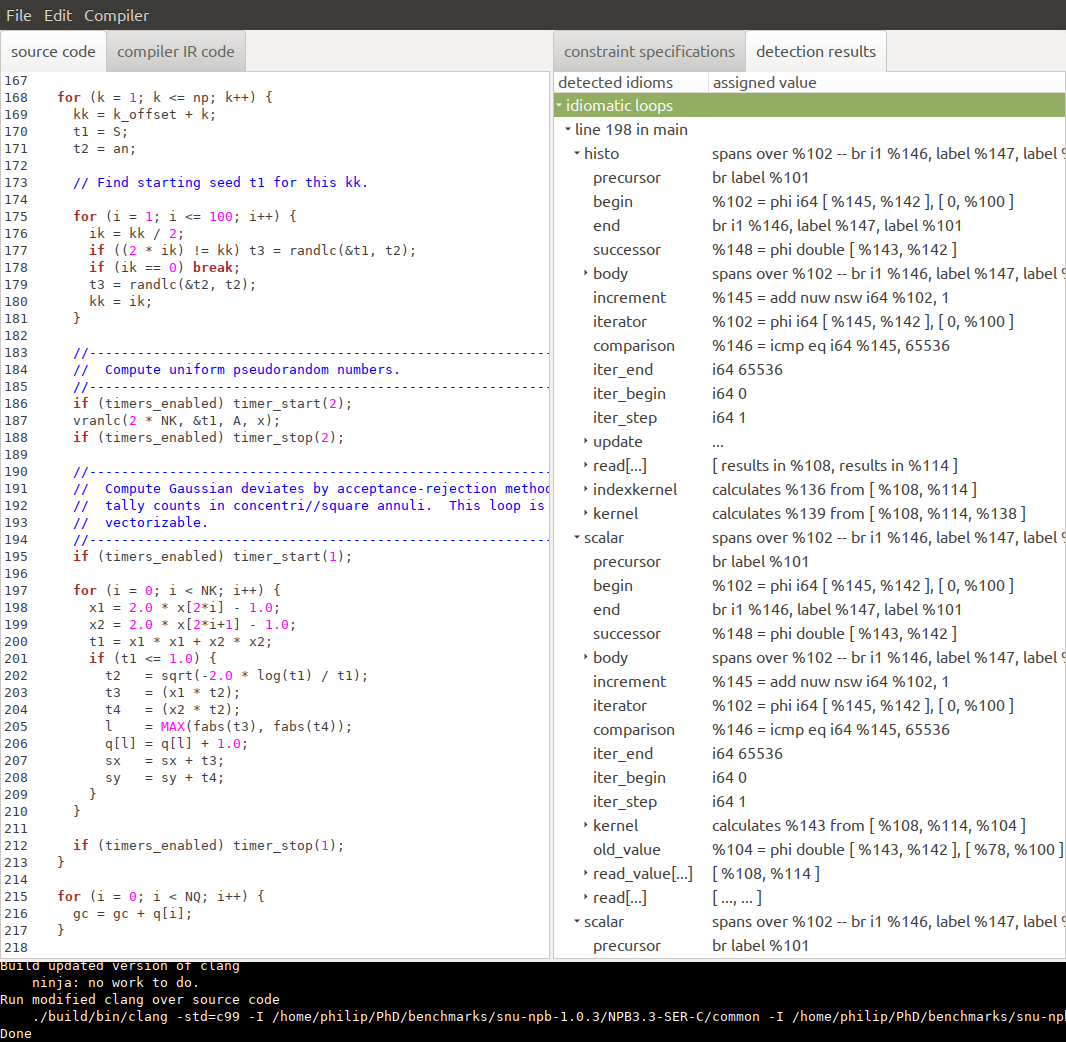 File Edit Compiler
source code compiler IR code
167
168 for (k = 1; k <= np; k++) {
169 kk = k_offset + k;
170 t1 = S;
171 t2 = an;
172
173 // Find starting seed t1 for this kk.
174
175 for (i = 1; i <= 100; i++) {
176 ik = kk / 2;
177 if ((2 * ik) != kk) t3 = randlc(&t1, t2);
178 if (ik == 0) break;
179 t3 = randlc(&t2, t2);
180 kk = ik;
181 }
182
183 //----------------------------------------------------------
184 // Compute uniform pseudorandom numbers.
185 //----------------------------------------------------------
186 if (timers_enabled) timer_start(2);
187 vranlc(2 * NK, &t1, A, x);
188 if (timers_enabled) timer_stop(2);
189
190 //----------------------------------------------------------
191 // Compute Gaussian deviates by acceptance-rejection method
192 // tally counts in concentri//square annuli. This loop is
193 // vectorizable.
194 //----------------------------------------------------------
195 if (timers_enabled) timer_start(1);
196
197 for (i = 0; i < NK; i++) {
198 x1 = 2.0 * x[2*i] - 1.0;
199 x2 = 2.0 * x[2*i+1] - 1.0;
200 t1 = x1 * x1 + x2 * x2;
201 if (t1 <= 1.0) {
202 t2 = sqrt(-2.0 * log(t1) / t1);
203 t3 = (x1 * t2);
204 t4 = (x2 * t2);
205 l = MAX(fabs(t3), fabs(t4));
206 q[l] = q[l] + 1.0;
207 sx = sx + t3;
208 sy = sy + t4;
209 }
210 }
211
212 if (timers_enabled) timer_stop(1);
213 }
214
215 for (i = 0; i < NQ; i++) {
216 gc = gc + q[i];
217 }
218
constraint specifications detection results
detected idioms assigned value
idiomatic loops
line 198 in main
histo spans over %102 -- br i1 %146, label %147, label %
precursor br label %101
begin %102 = phi i64 [ %145, %142 ], [ 0, %100 ]
end br i1 %146, label %147, label %101
successor %148 = phi double [ %143, %142 ]
body spans over %102 -- br i1 %146, label %147, label %
increment %145 = add nuw nsw i64 %102, 1
iterator %102 = phi i64 [ %145, %142 ], [ 0, %100 ]
comparison %146 = icmp eq i64 %145, 65536
iter_end i64 65536
iter_begin i64 0
iter_step i64 1
update ...
read[...] [ results in %108, results in %114 ]
indexkernel calculates %136 from [ %108, %114 ]
kernel calculates %139 from [ %108, %114, %138 ]
scalar spans over %102 -- br i1 %146, label %147, label %
precursor br label %101
begin %102 = phi i64 [ %145, %142 ], [ 0, %100 ]
end br i1 %146, label %147, label %101
successor %148 = phi double [ %143, %142 ]
body spans over %102 -- br i1 %146, label %147, label %
increment %145 = add nuw nsw i64 %102, 1
iterator %102 = phi i64 [ %145, %142 ], [ 0, %100 ]
comparison %146 = icmp eq i64 %145, 65536
iter_end i64 65536
iter_begin i64 0
iter_step i64 1
kernel calculates %143 from [ %108, %114, %104 ]
old_value %104 = phi double [ %143, %142 ], [ %78, %100 ]
read_value[...] [ %108, %114 ]
read[...] [ ..., ... ]
scalar spans over %102 -- br i1 %146, label %147, label %
precursor br label %101
Build updated version of clang
ninja: no work to do.
Run modified clang over source code
./build/bin/clang -std=c99 -I /home/philip/PhD/benchmarks/snu-npb-1.0.3/NPB3.3-SER-C/common -I /home/philip/PhD/benchmarks/snu-np
Done